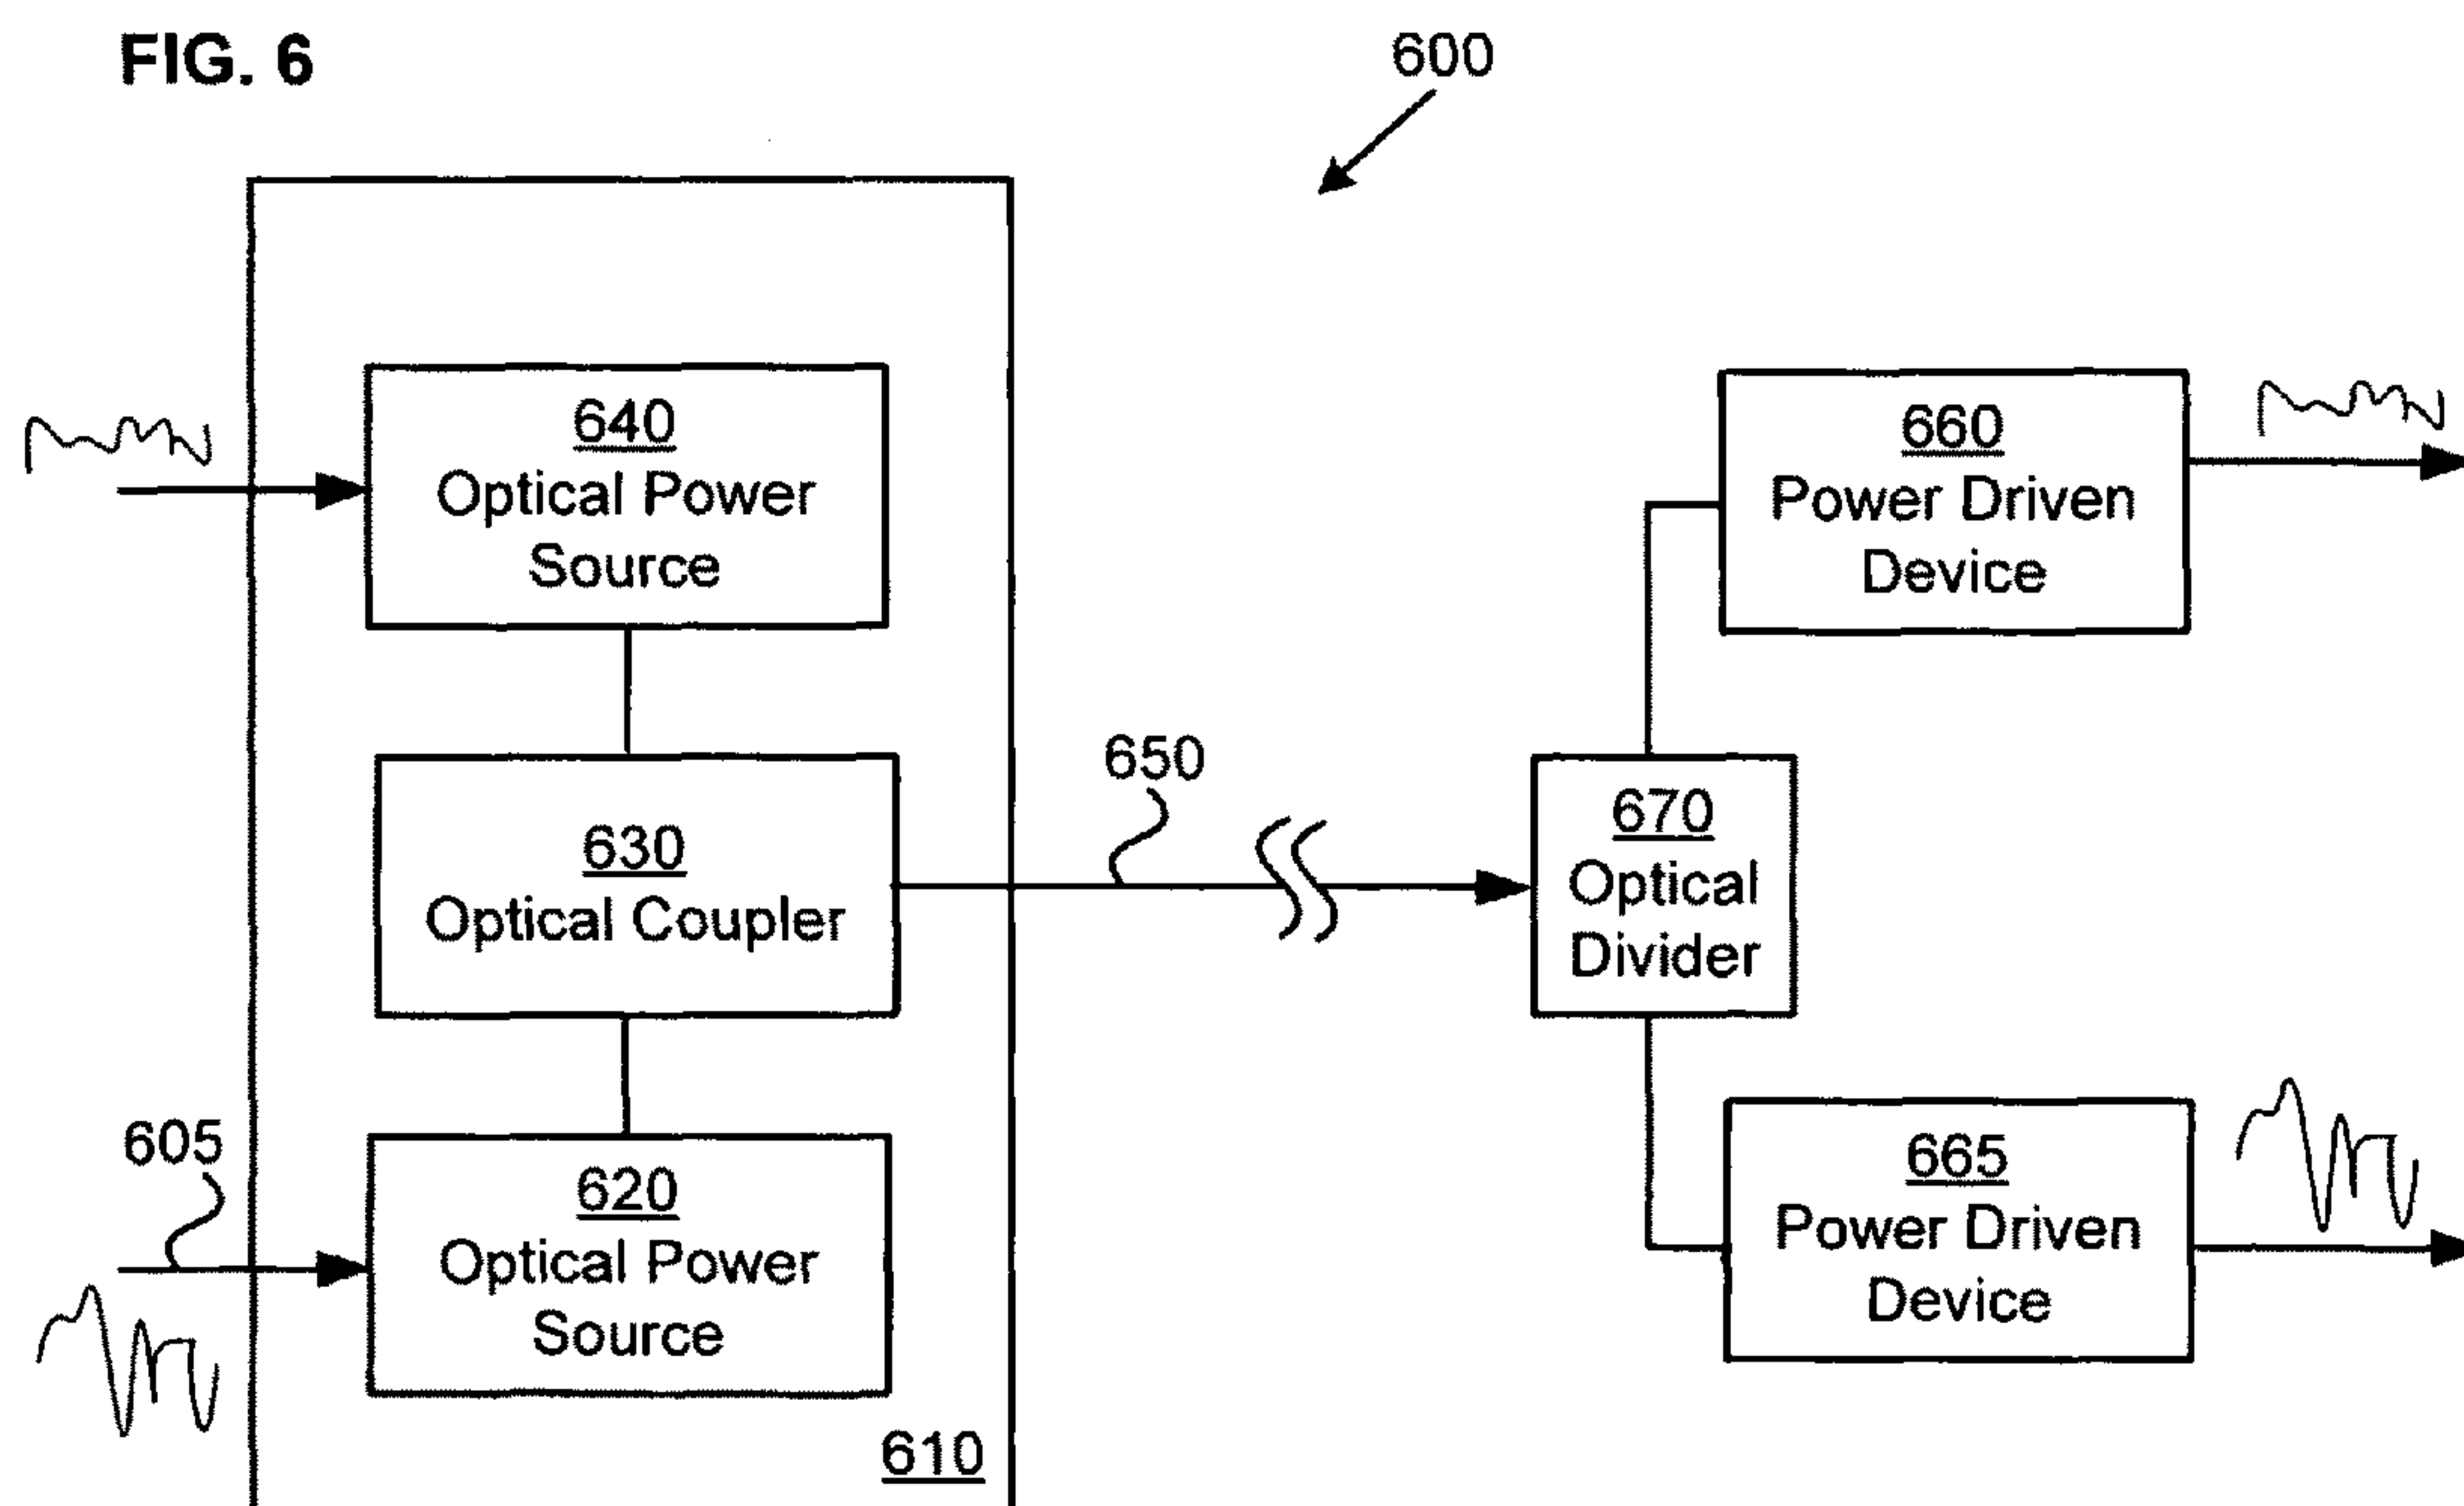 FIG. 6
600
640
Optical Power
Source
660
Power Driven
Device
650
630
Optical Coupler
670
Optical
Divider
605
620
Optical Power
Source
665
Power Driven
Device
610